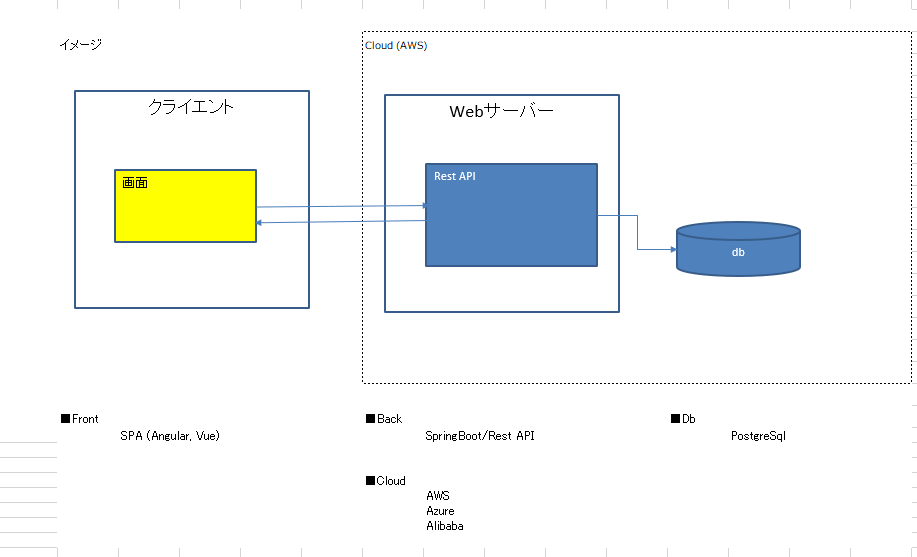 イメージ
Cloud (AWS)
クライエント
Webサーバー
画面
Rest API
db
■Front
SPA (Angular, Vue)
■Back
SpringBoot/Rest API
■Db
PostgreSql
■Cloud
AWS
Azure
Alibaba